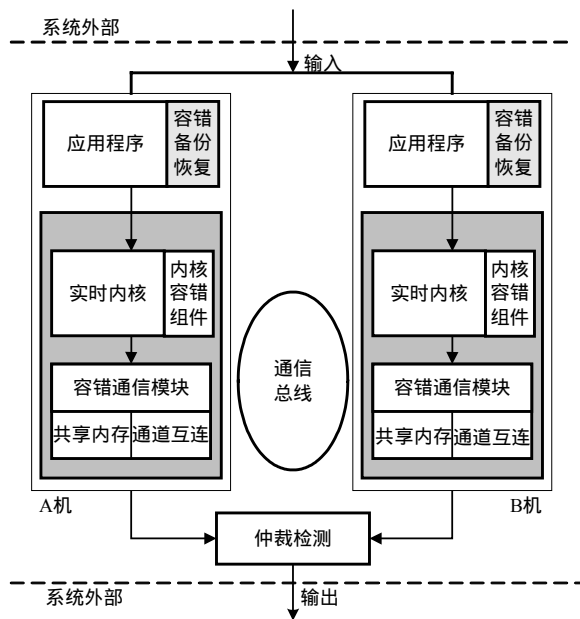 系统外部
输入
应用程序
容错
备份
恢复
应用程序
容错
备份
恢复
实时内核
内核
容错
组件
实时内核
内核
容错
组件
通信
总线
容错通信模块
共享内存 通道互连
容错通信模块
共享内存 通道互连
A机
B机
仲裁检测
系统外部
输出